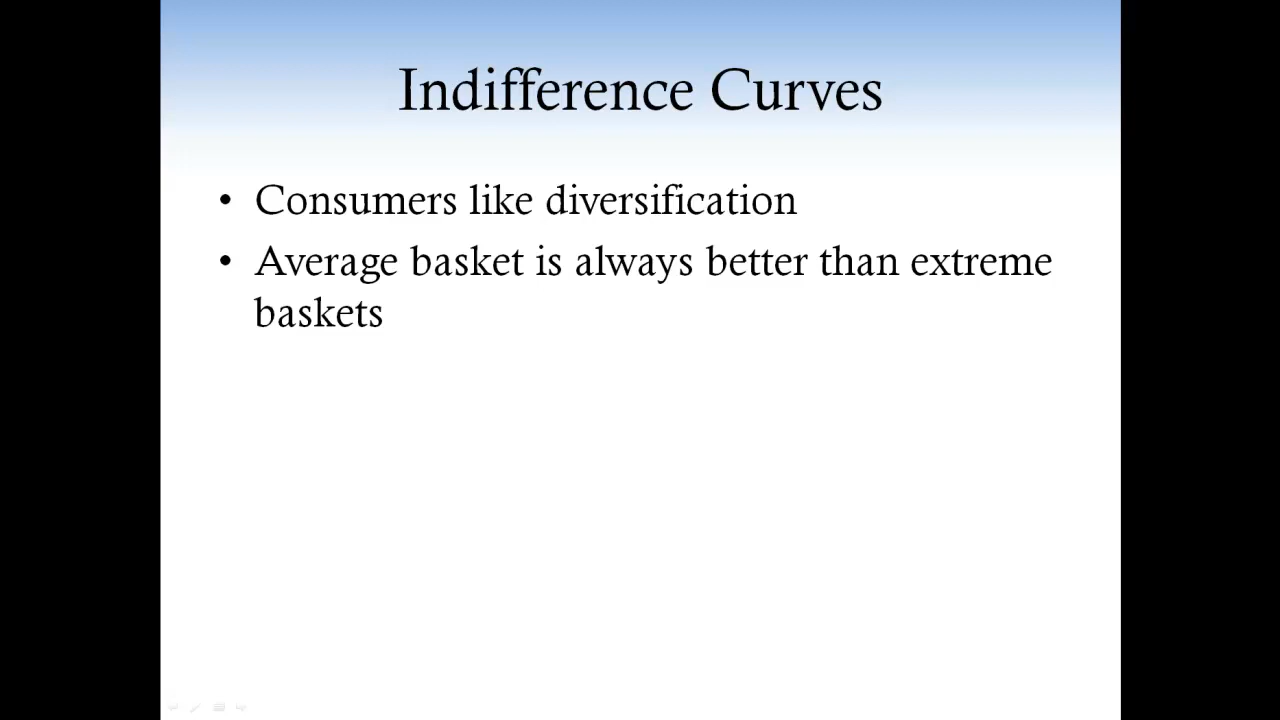 Indifference Curves
• Consumers like diversification
• Average basket is always better than extreme
baskets